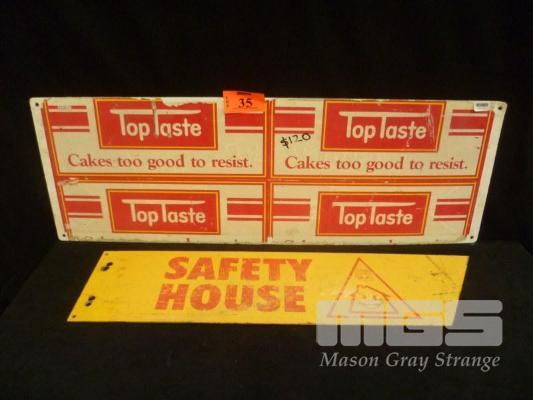 35
Top Taste
Top Taste
$120
Cakes too good to resist.
Cakes too good to resist.
Top Taste
Top Taste
SAFETY
HOUSE
MGS
Mason Gray Strange